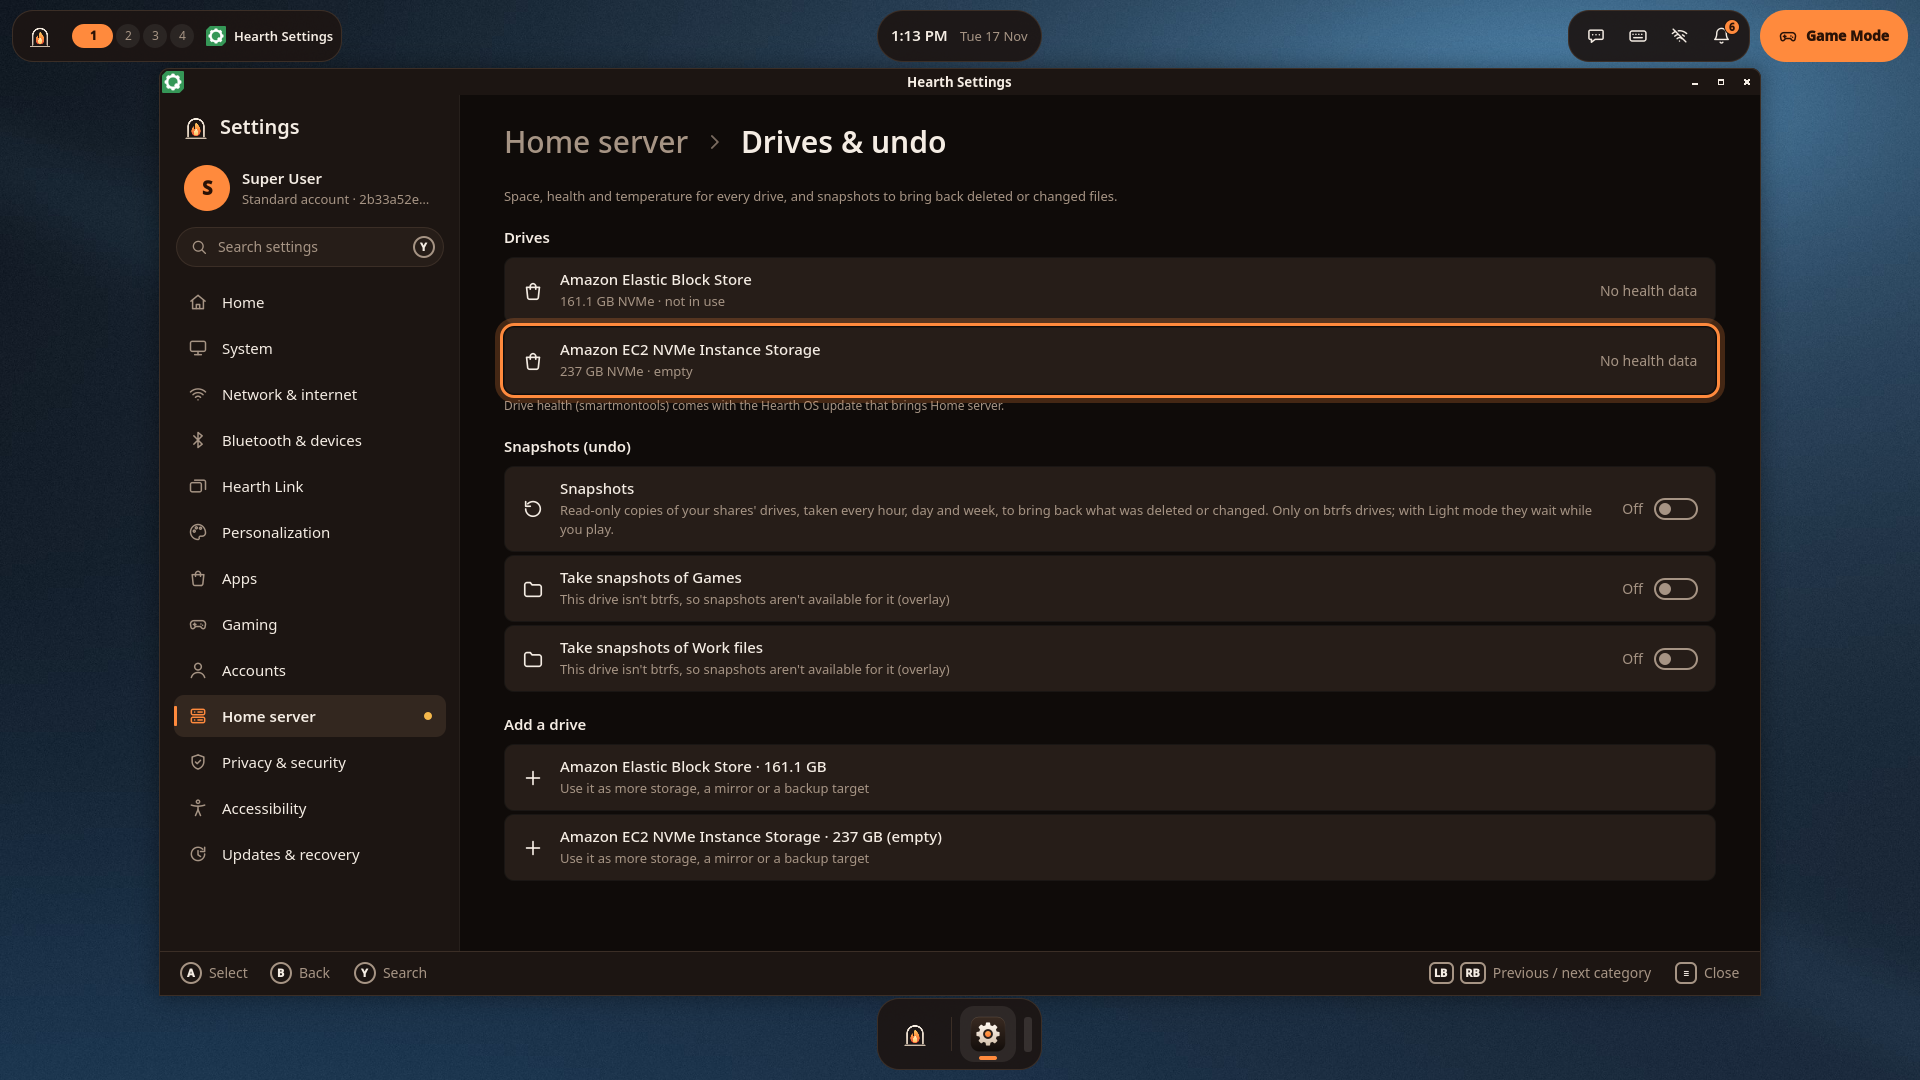 1 2 3 4 Hearth Settings
1:13 PM Tue 17 Nov
6
Game Mode
Hearth Settings
Settings
S
Super User
Standard account · 2b33a52e...
Search settings Y
Home
System
Network & internet
Bluetooth & devices
Hearth Link
Personalization
Apps
Gaming
Accounts
Home server
Privacy & security
Accessibility
Updates & recovery
Home server > Drives & undo
Space, health and temperature for every drive, and snapshots to bring back deleted or changed files.
Drives
Amazon Elastic Block Store
161.1 GB NVMe · not in use
No health data
Amazon EC2 NVMe Instance Storage
237 GB NVMe · empty
No health data
Drive health (smartmontools) comes with the Hearth OS update that brings Home server.
Snapshots (undo)
Snapshots
Read-only copies of your shares' drives, taken every hour, day and week, to bring back what was deleted or changed. Only on btrfs drives; with Light mode they wait while
you play.
Off
Take snapshots of Games
This drive isn't btrfs, so snapshots aren't available for it (overlay)
Off
Take snapshots of Work files
This drive isn't btrfs, so snapshots aren't available for it (overlay)
Off
Add a drive
Amazon Elastic Block Store · 161.1 GB
Use it as more storage, a mirror or a backup target
Amazon EC2 NVMe Instance Storage · 237 GB (empty)
Use it as more storage, a mirror or a backup target
A Select B Back Y Search
LB RB Previous / next category ≡ Close